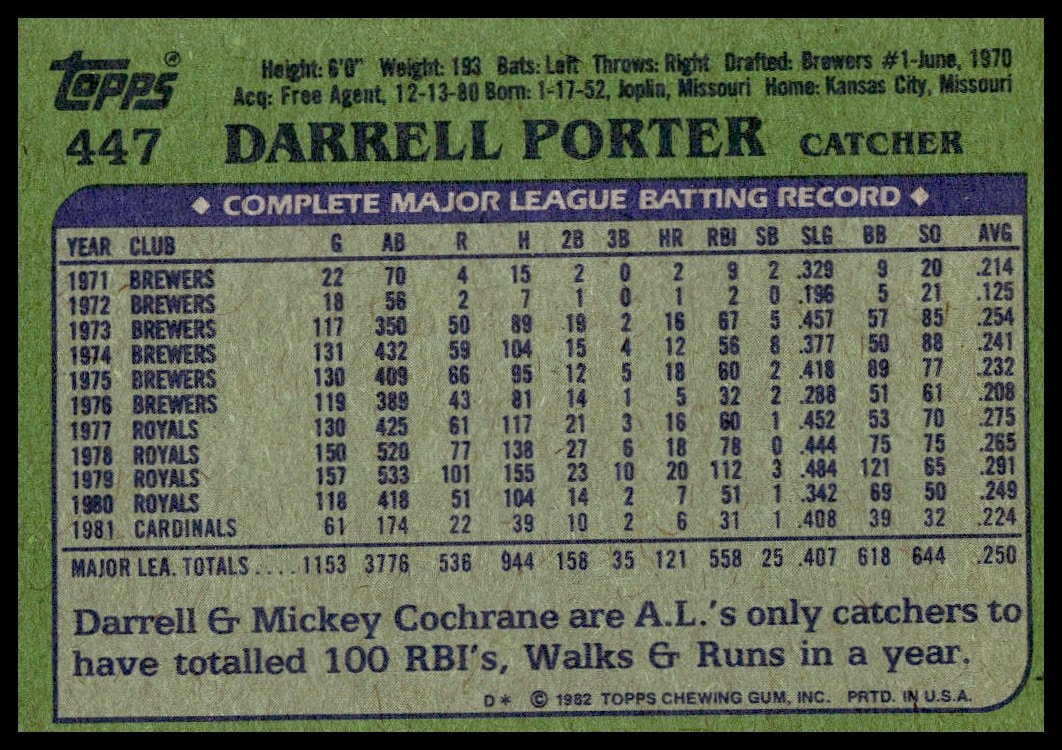 Topps ® Height: 6'0" Weight: 193 Bats: Left Throws: Right Drafted: Brewers #1-June, 1970
Acq: Free Agent, 12-13-80 Born: 1-17-52, Joplin, Missouri Home: Kansas City, Missouri
447 DARRELL PORTER CATCHER
◆ COMPLETE MAJOR LEAGUE BATTING RECORD ◆
YEAR CLUB G AB R H 2B 3B HR RBI SB SLG BB SO AVG
1971 BREWERS 22 70 4 15 2 0 2 9 2 .329 9 20 .214
1972 BREWERS 18 56 2 7 1 0 1 2 0 .196 5 21 .125
1973 BREWERS 117 350 50 89 19 2 16 67 5 .457 57 85 .254
1974 BREWERS 131 432 59 104 15 4 12 56 8 .377 50 88 .241
1975 BREWERS 130 409 66 95 12 5 18 60 2 .418 89 77 .232
1976 BREWERS 119 389 43 81 14 1 5 32 2 .288 51 61 .208
1977 ROYALS 130 425 61 117 21 3 16 60 1 .452 53 70 .275
1978 ROYALS 150 520 77 138 27 6 18 78 0 .444 75 75 .265
1979 ROYALS 157 533 101 155 23 10 20 112 3 .484 121 65 .291
1980 ROYALS 118 418 51 104 14 2 7 51 1 .342 69 50 .249
1981 CARDINALS 61 174 22 39 10 2 6 31 1 .408 39 32 .224
MAJOR LEA. TOTALS .... 1153 3776 536 944 158 35 121 558 25 .407 618 644 .250
Darrell & Mickey Cochrane are A.L.'s only catchers to
have totalled 100 RBI's, Walks & Runs in a year.
D* © 1982 TOPPS CHEWING GUM, INC. PRTD. IN U.S.A.